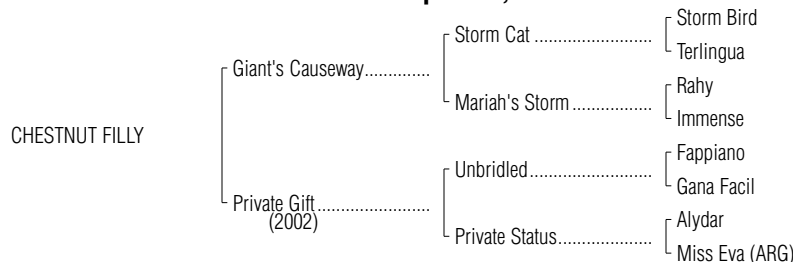 Storm Bird
Storm Cat ....................
Terlingua
Giant's Causeway..............
Rahy
Mariah's Storm ..................
Immense
CHESTNUT FILLY
Fappiano
Unbridled.....................
Gana Facil
Private Gift........................
(2002)
Alydar
Private Status...................
Miss Eva (ARG)